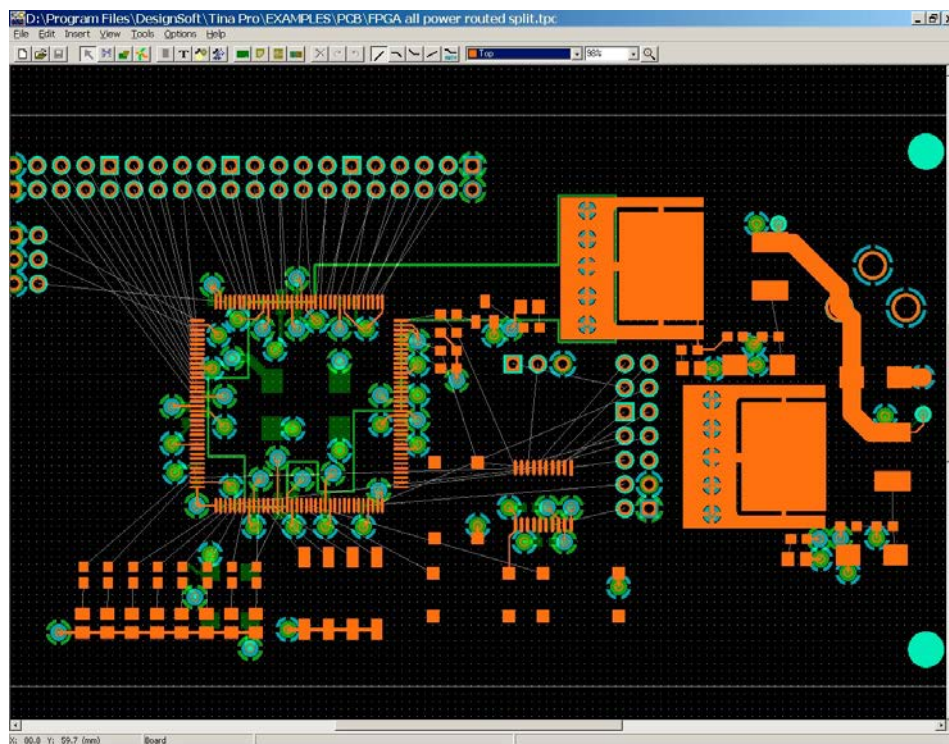 D:\Program Files\DesignSoft\Tina Pro\EXAMPLES\PCB\FPGA all power routed split.tpc
File Edit Insert View Tools Options Help
T Top 98%
X: 80.8 Y: 59.7 (mm) Board